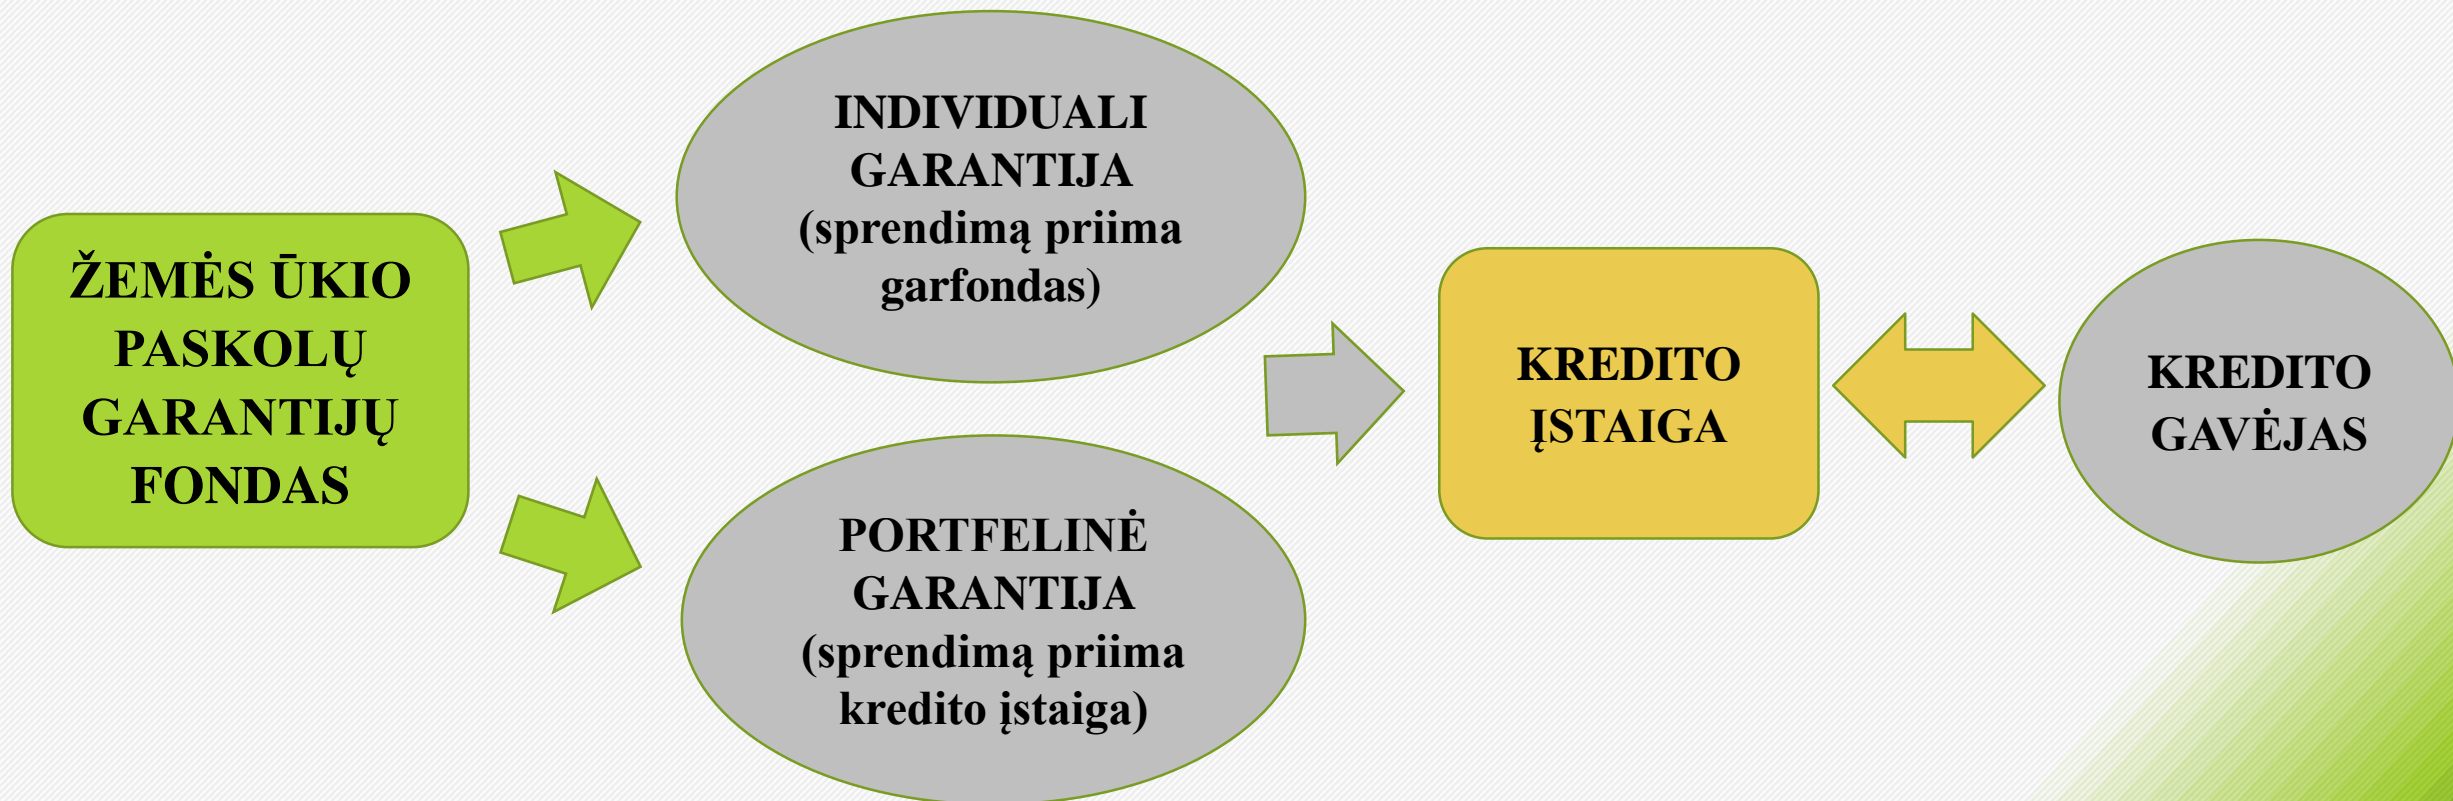 ŽEMĖS ŪKIO
PASKOLŲ
GARANTIJŲ
FONDAS
INDIVIDUALI
GARANTIJA
(sprendimą priima
garfondas)
PORTFELINĖ
GARANTIJA
(sprendimą priima
kredito įstaiga)
KREDITO
ĮSTAIGA
KREDITO
GAVĖJAS